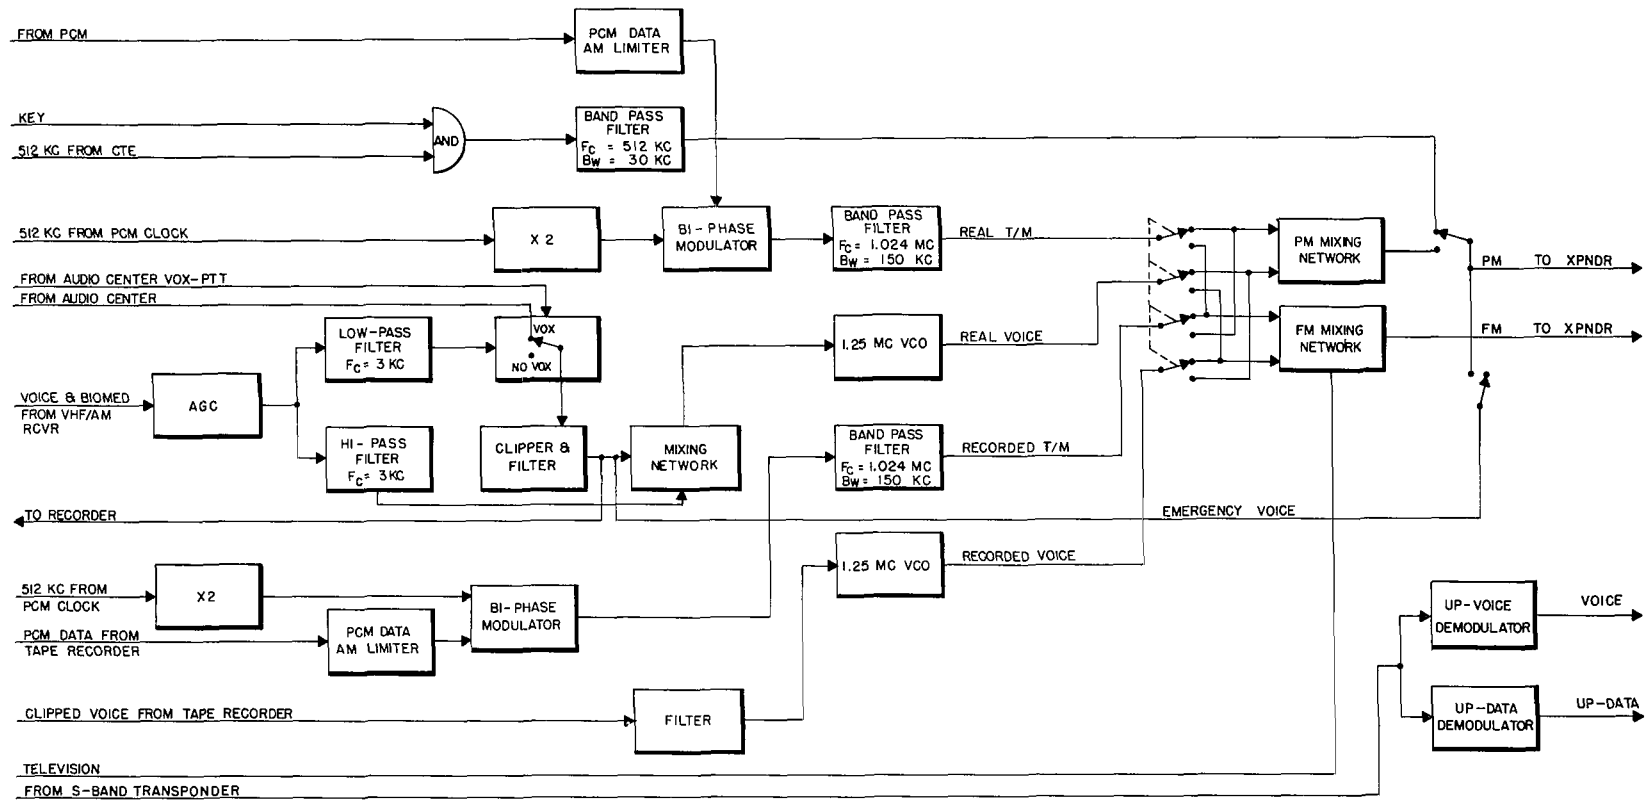 FROM PCM
PCM DATA
AM LIMITER
KEY
512 KC FROM CTE
AND
BAND PASS
FILTER
FC = 512 KC
BW = 30 KC
512 KC FROM PCM CLOCK
X 2
BI-PHASE
MODULATOR
BAND PASS
FILTER
FC = 1.024 MC
BW = 150 KC
REAL T/M
PM MIXING
NETWORK
PM TO XPNDR
FROM AUDIO CENTER VOX-PTT
FROM AUDIO CENTER
VOX
NO VOX
LOW-PASS
FILTER
FC = 3 KC
1.25 MC VCO
REAL VOICE
FM MIXING
NETWORK
FM TO XPNDR
VOICE & BIOMED
FROM VHF/AM
RCVR
AGC
HI-PASS
FILTER
FC = 3 KC
CLIPPER &
FILTER
MIXING
NETWORK
BAND PASS
FILTER
FC = 1.024 MC
BW = 150 KC
RECORDED T/M
TO RECORDER
EMERGENCY VOICE
1.25 MC VCO
RECORDED VOICE
512 KC FROM
PCM CLOCK
X2
BI-PHASE
MODULATOR
PCM DATA FROM
TAPE RECORDER
PCM DATA
AM LIMITER
UP-VOICE
DEMODULATOR
VOICE
CLIPPED VOICE FROM TAPE RECORDER
FILTER
UP-DATA
DEMODULATOR
UP-DATA
TELEVISION
FROM S-BAND TRANSPONDER